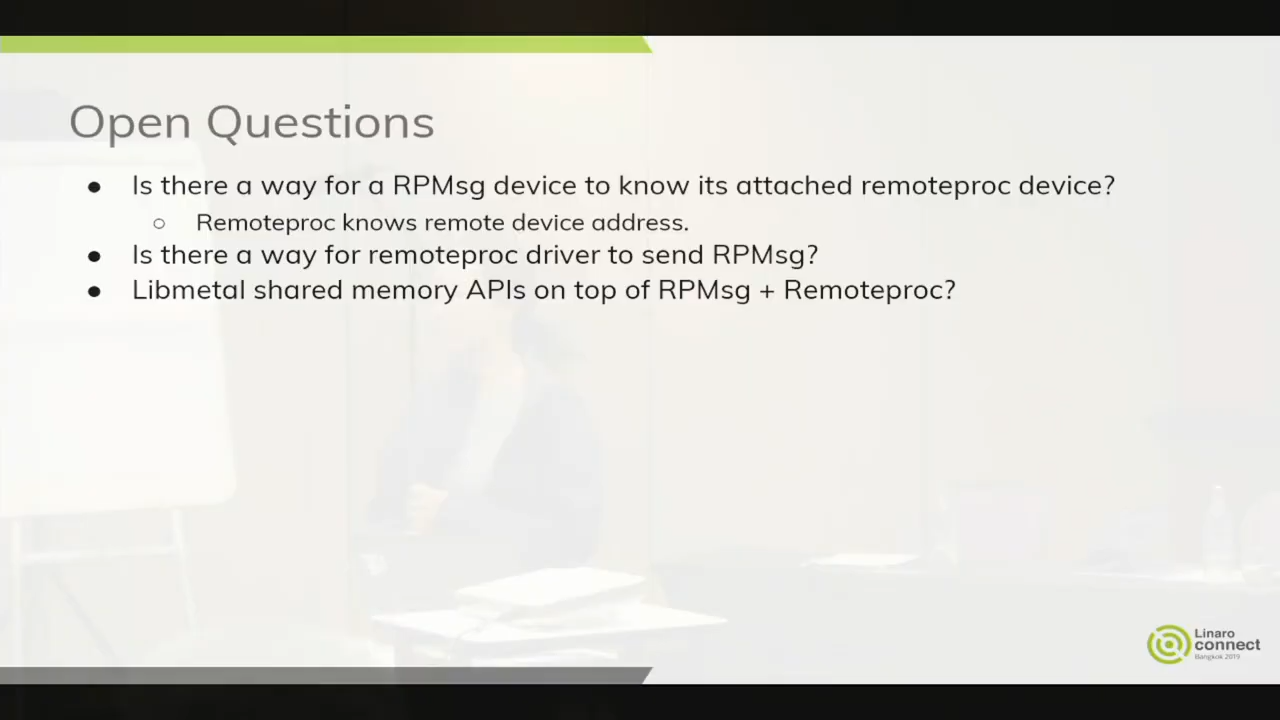 Open Questions
● Is there a way for a RPMsg device to know its attached remoteproc device?
○ Remoteproc knows remote device address.
● Is there a way for remoteproc driver to send RPMsg?
● Libmetal shared memory APIs on top of RPMsg + Remoteproc?
Linaro
connect
Bangkok 2019